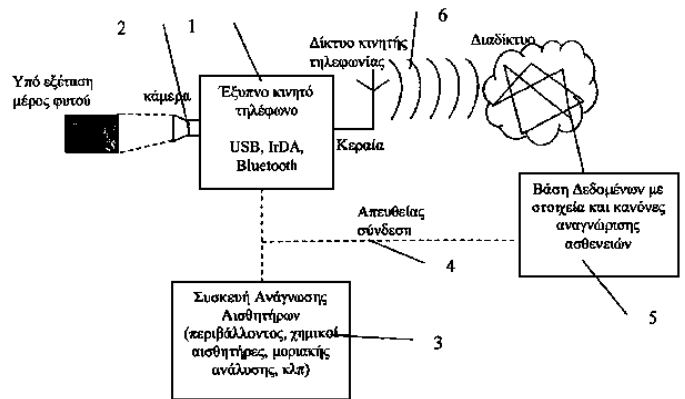 2
1
6
Δίκτυο κινητής
τηλεφωνίας
Διαδίκτυο
Υπό εξέταση
μέρος φυτού
κάμερα
Έξυπνο κινητό
τηλέφωνο
USB, IrDA,
Bluetooth
Κεραία
Βάση Δεδομένων με
στοιχεία και κανόνες
αναγνώρισης
ασθενειών
Απευθείας
σύνδεση
4
5
Συσκευή Ανάγνωσης
Αισθητήρων
(περιβάλλοντος, χημικοί
αισθητήρες, μοριακής
ανάλυσης, κλπ)
3